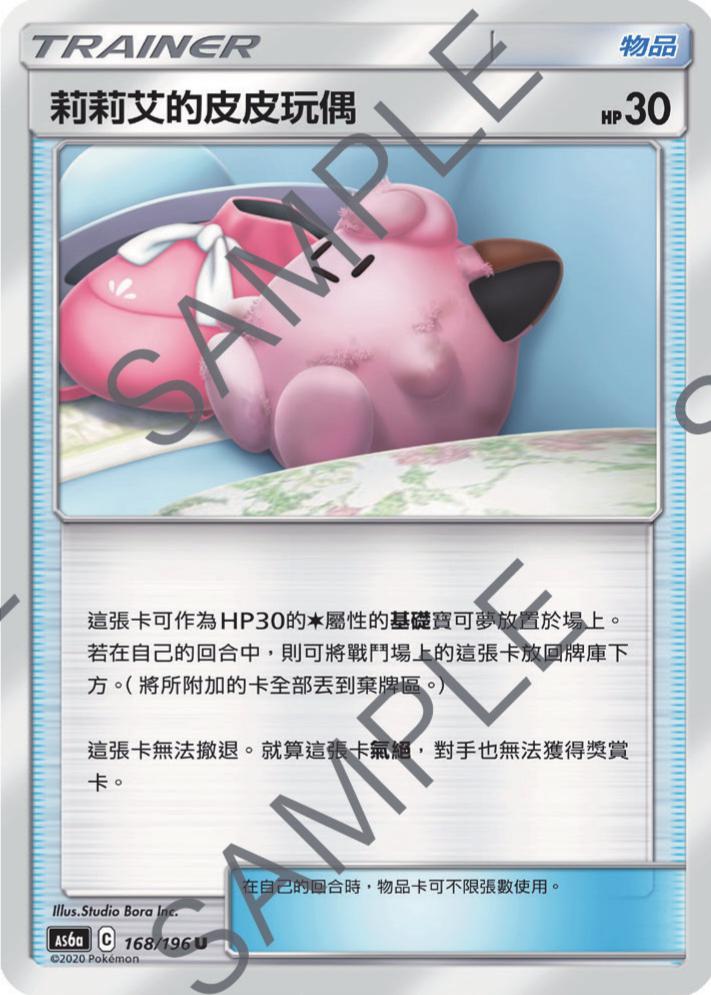 TRAINER 物品
莉莉艾的皮皮玩偶 HP30
這張卡可作為HP30的✶屬性的基礎寶可夢放置於場上。
若在自己的回合中，則可將戰鬥場上的這張卡放回牌庫下
方。(將所附加的卡全部丟到棄牌區。)
這張卡無法撤退。就算這張卡氣絕，對手也無法獲得獎賞
卡。
在自己的回合時，物品卡可不限張數使用。
Illus.Studio Bora Inc.
AS6a C 168/196 U
©2020 Pokémon
SAMPLE
SAMPLE